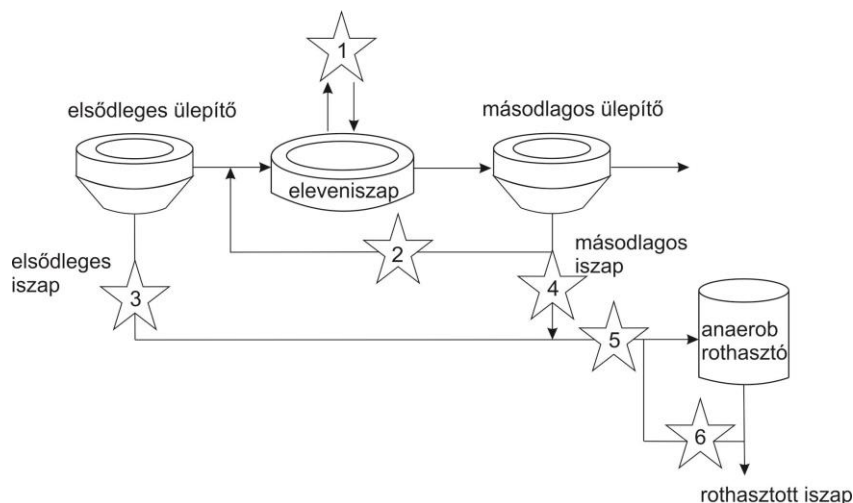 1
elsődleges ülepítő
másodlagos ülepítő
eleveniszap
2
elsődleges
iszap
másodlagos
iszap
3
4
5
anaerob
rothasztó
6
rothasztott iszap